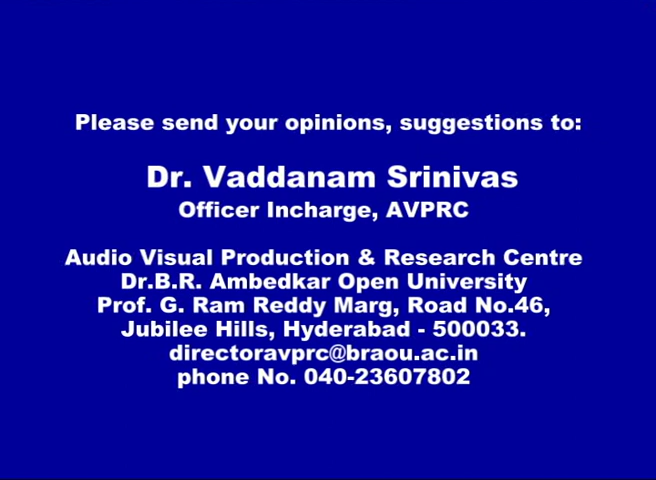 Please send your opinions, suggestions to:
Dr. Vaddanam Srinivas
Officer Incharge, AVPRC
Audio Visual Production & Research Centre
Dr.B.R. Ambedkar Open University
Prof. G. Ram Reddy Marg, Road No.46,
Jubilee Hills, Hyderabad - 500033.
directoravprc@braou.ac.in
phone No. 040-23607802